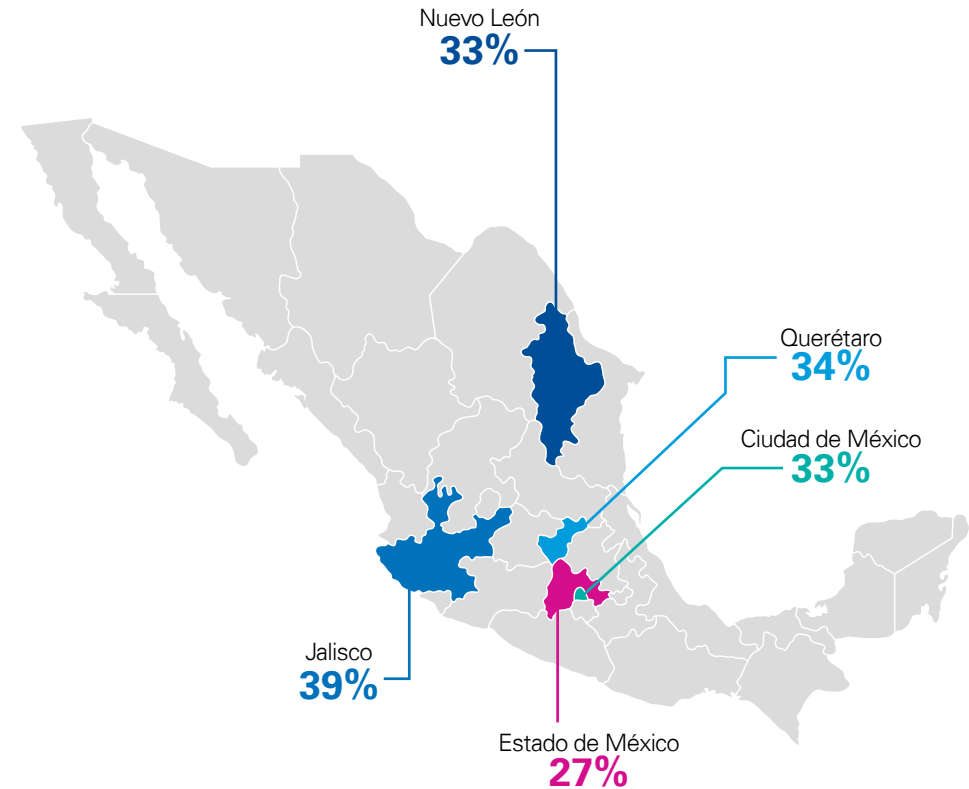 Nuevo León
33%
Querétaro
34%
Ciudad de México
33%
Jalisco
39%
Estado de México
27%